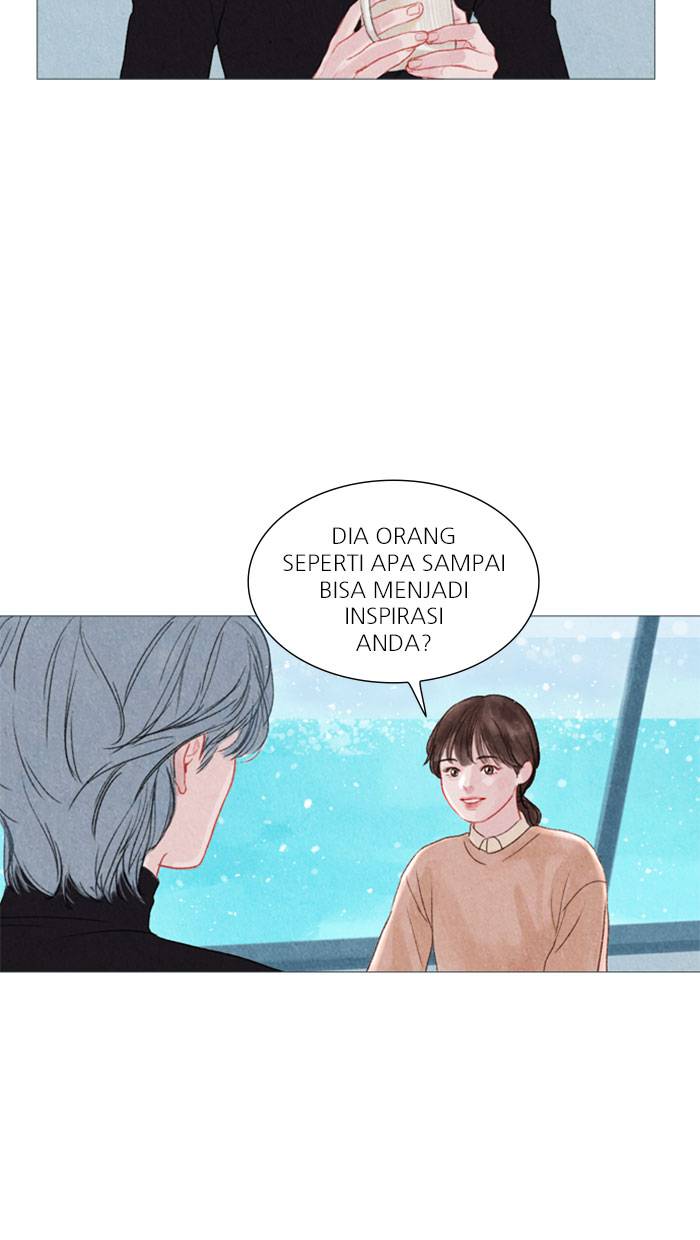 DIA ORANG
SEPERTI APA SAMPAI
BISA MENJADI
INSPIRASI
ANDA?